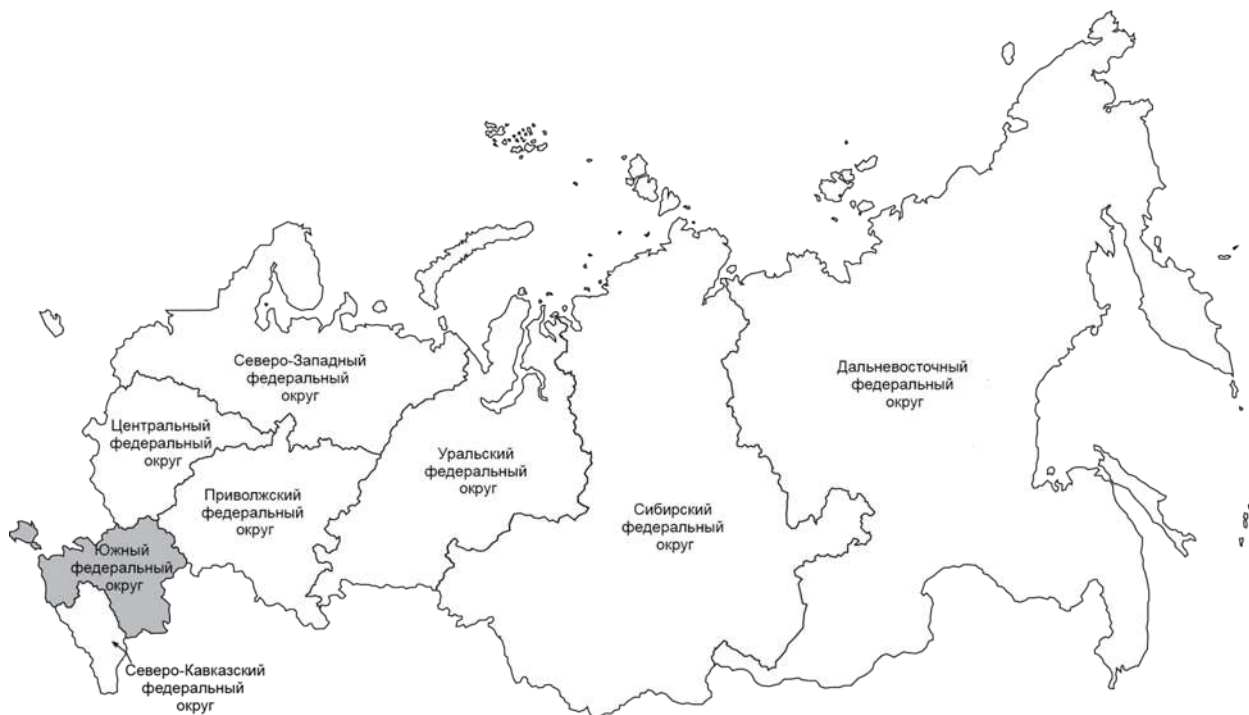 Северо-Западный
федеральный
округ
Дальневосточный
федеральный
округ
Центральный
федеральный
округ
Уральский
федеральный
округ
Приволжский
федеральный
округ
Сибирский
федеральный
округ
Южный
федеральный
округ
Северо-Кавказский
федеральный
округ